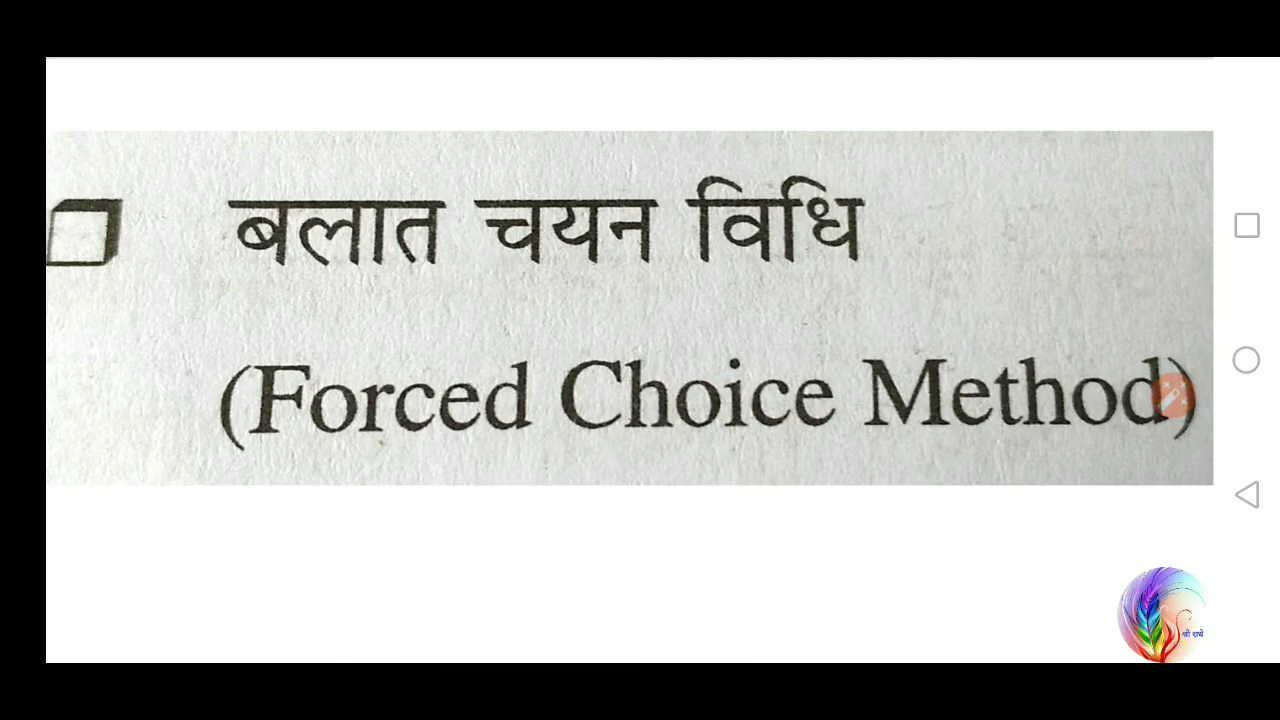 बलात चयन विधि
(Forced Choice Method)
श्री राधे